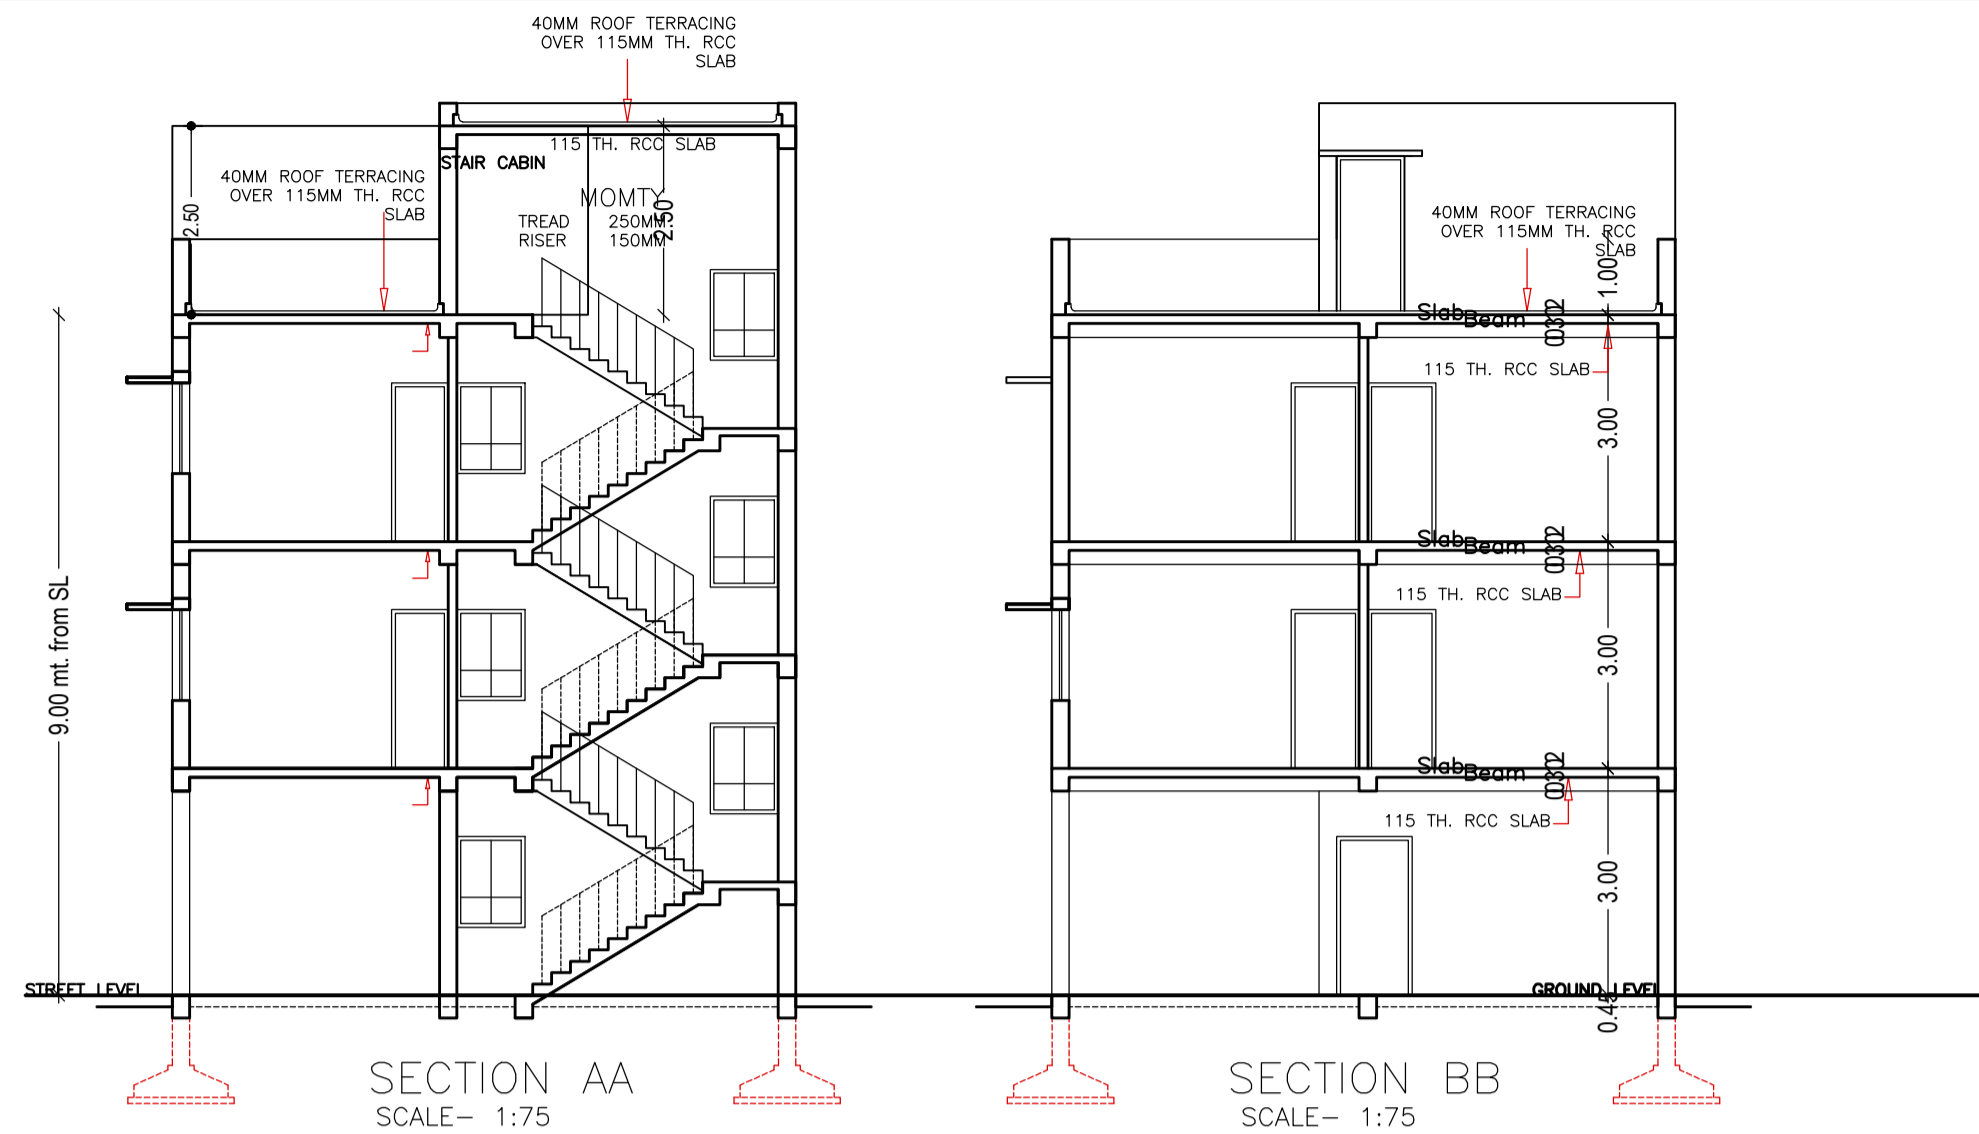 40MM ROOF TERRACING
OVER 115MM TH. RCC
SLAB
115 TH. RCC SLAB
STAIR CABIN
40MM ROOF TERRACING
OVER 115MM TH. RCC
SLAB
2.50
MOMTY
TREAD 250MM
RISER 150MM
2.50
9.00 mt. from SL
STREET LEVEL
SECTION AA
SCALE- 1:75
40MM ROOF TERRACING
OVER 115MM TH. RCC
SLAB
1.00
Slab
Beam
115 TH. RCC SLAB
3.00
Slab
Beam
115 TH. RCC SLAB
3.00
Slab
Beam
115 TH. RCC SLAB
3.00
GROUND LEVEL
0.45
SECTION BB
SCALE- 1:75